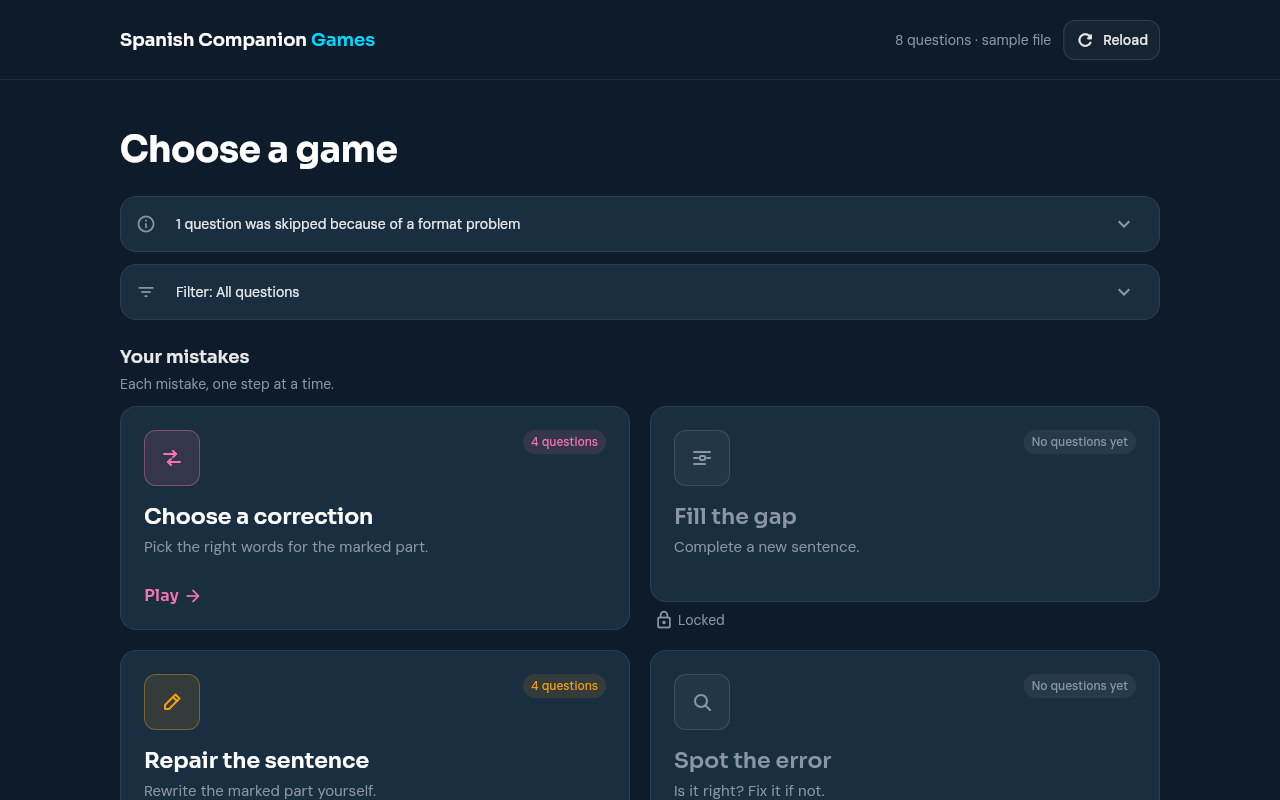 Spanish Companion Games
8 questions · sample file
Reload
Choose a game
1 question was skipped because of a format problem
Filter: All questions
Your mistakes
Each mistake, one step at a time.
4 questions
Choose a correction
Pick the right words for the marked part.
Play →
No questions yet
Fill the gap
Complete a new sentence.
Locked
4 questions
Repair the sentence
Rewrite the marked part yourself.
No questions yet
Spot the error
Is it right? Fix it if not.